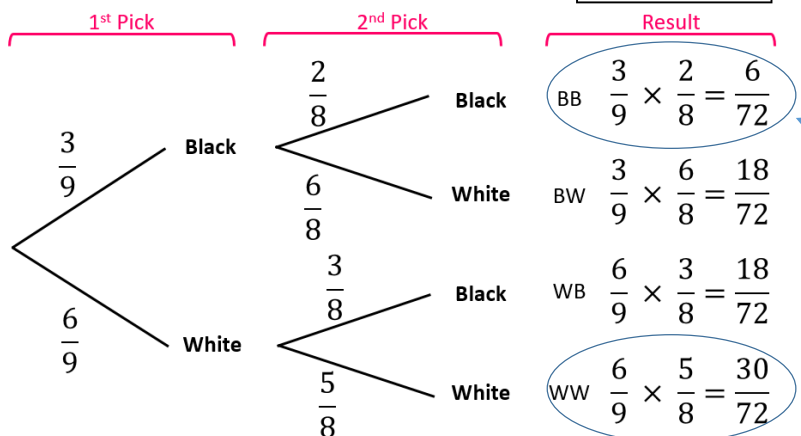 1st Pick 2nd Pick Result
3/9 Black 2/8 Black BB 3/9 × 2/8 = 6/72
6/8 White BW 3/9 × 6/8 = 18/72
6/9 White 3/8 Black WB 6/9 × 3/8 = 18/72
5/8 White WW 6/9 × 5/8 = 30/72